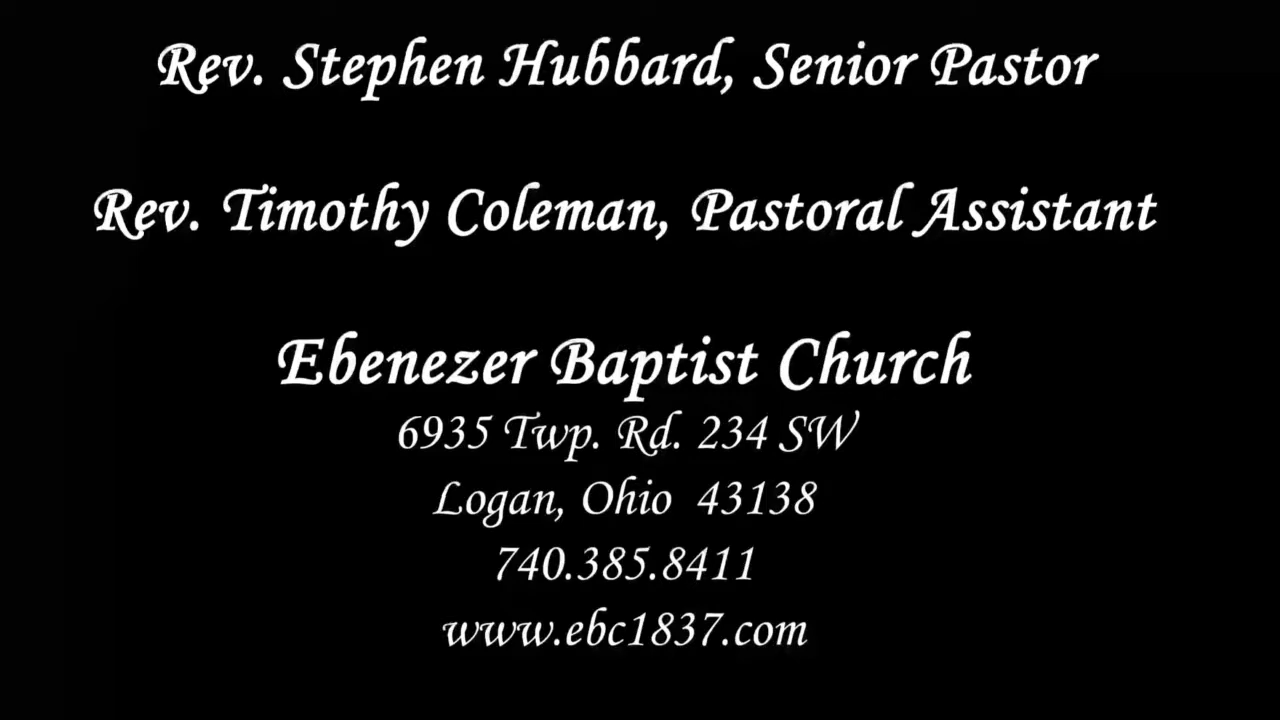 Rev. Stephen Hubbard, Senior Pastor
Rev. Timothy Coleman, Pastoral Assistant
Ebenezer Baptist Church
6935 Twp. Rd. 234 SW
Logan, Ohio 43138
740.385.8411
www.ebc1837.com